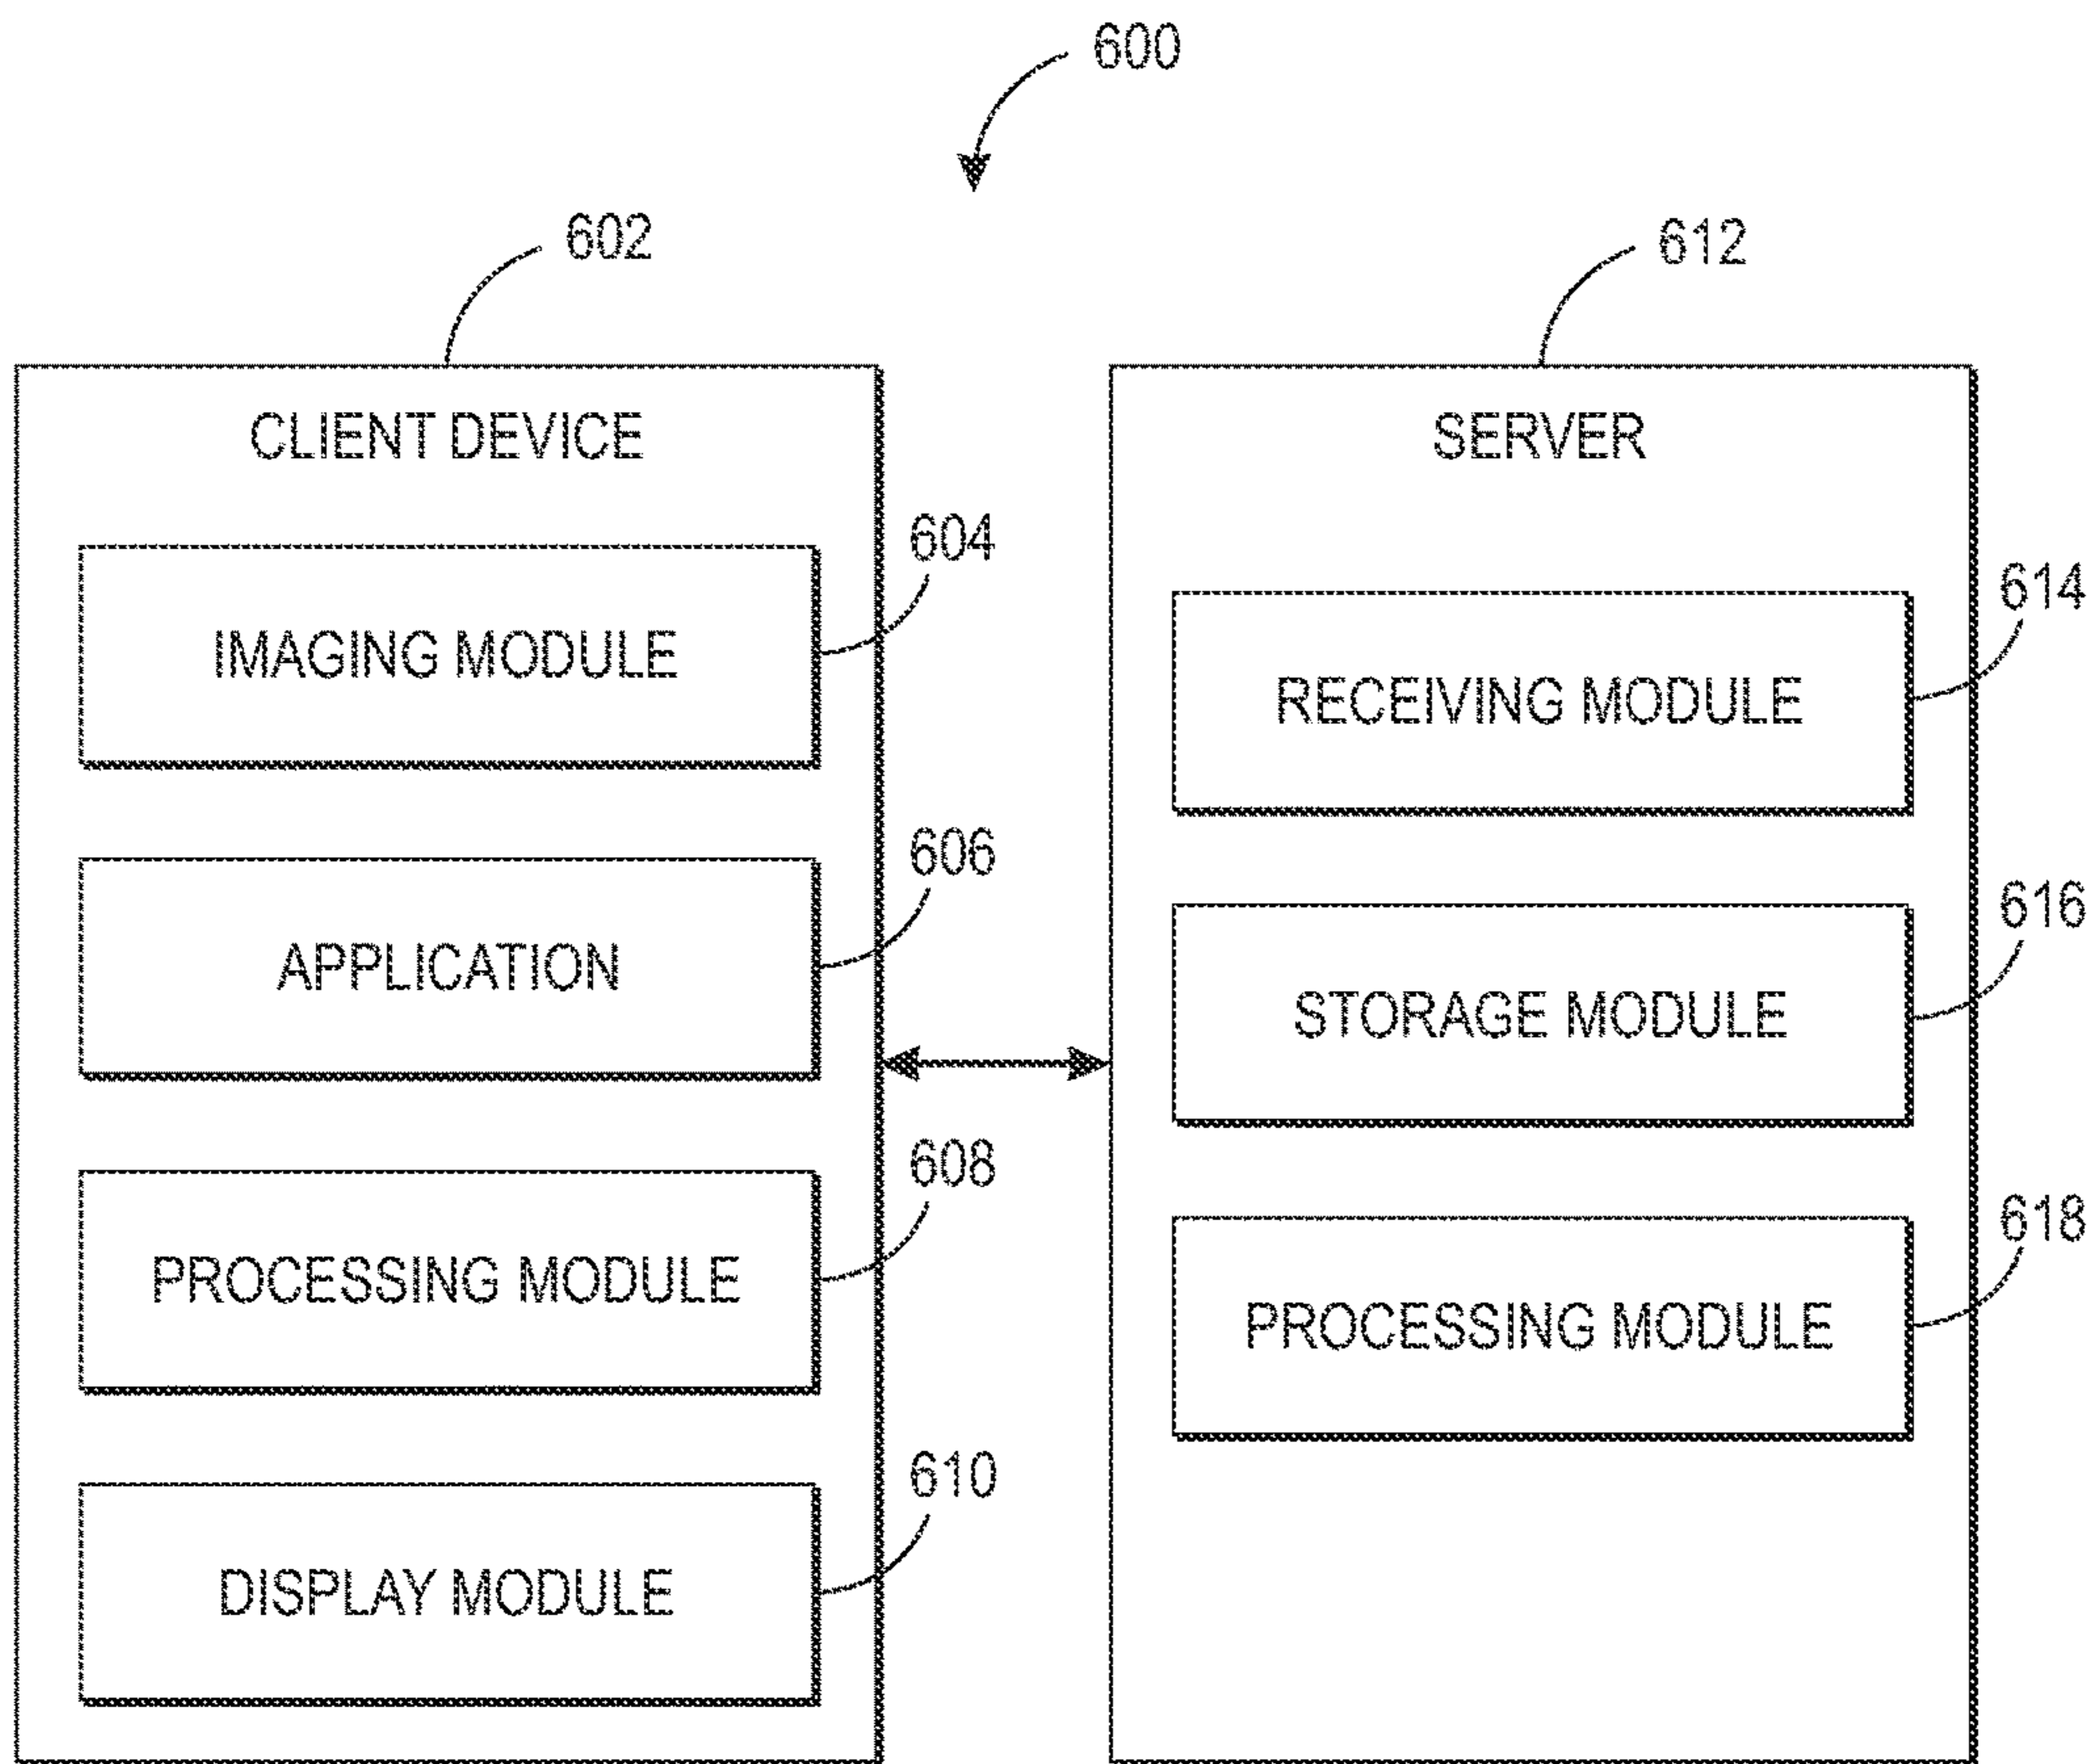 600
602
CLIENT DEVICE
604
IMAGING MODULE
606
APPLICATION
608
PROCESSING MODULE
610
DISPLAY MODULE
612
SERVER
614
RECEIVING MODULE
616
STORAGE MODULE
618
PROCESSING MODULE